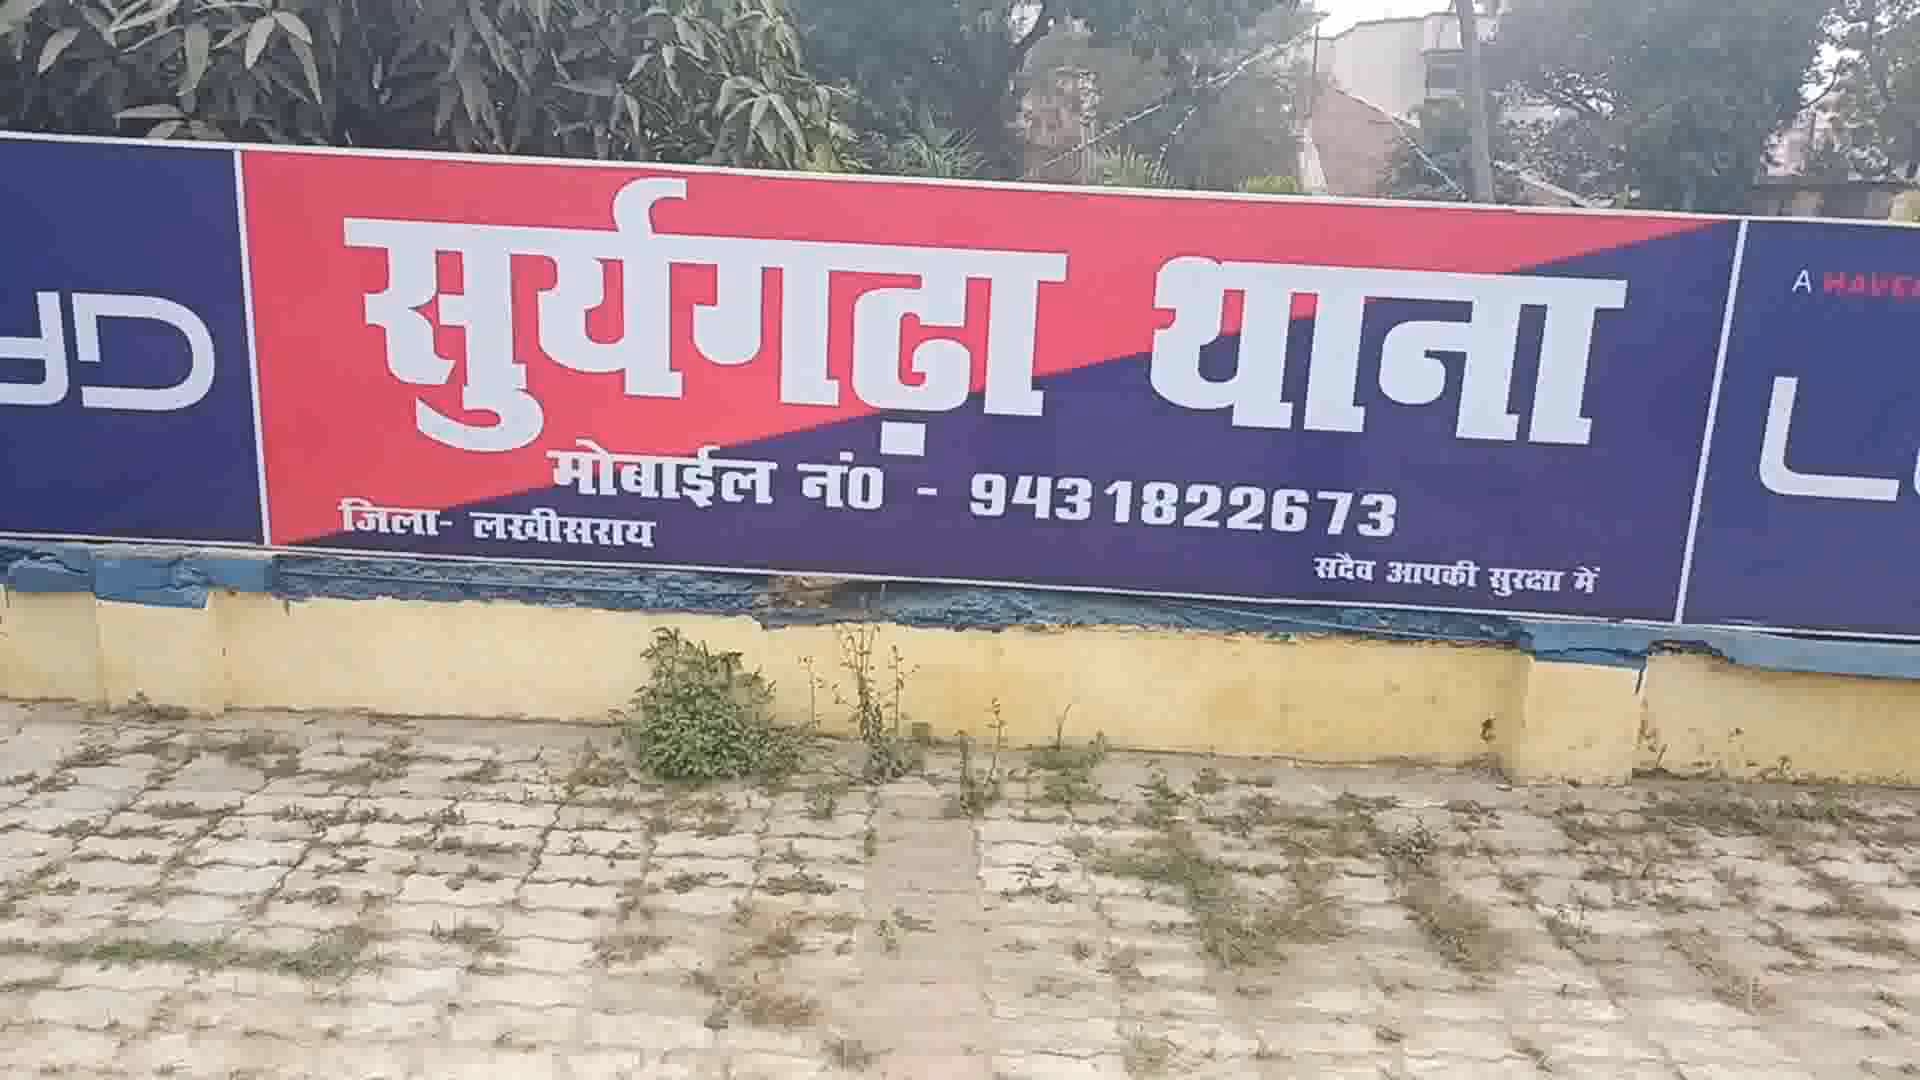 सुर्यगढ़ा थाना
मोबाईल नं0 - 9431822673
जिला- लखीसराय
सदैव आपकी सुरक्षा में
A